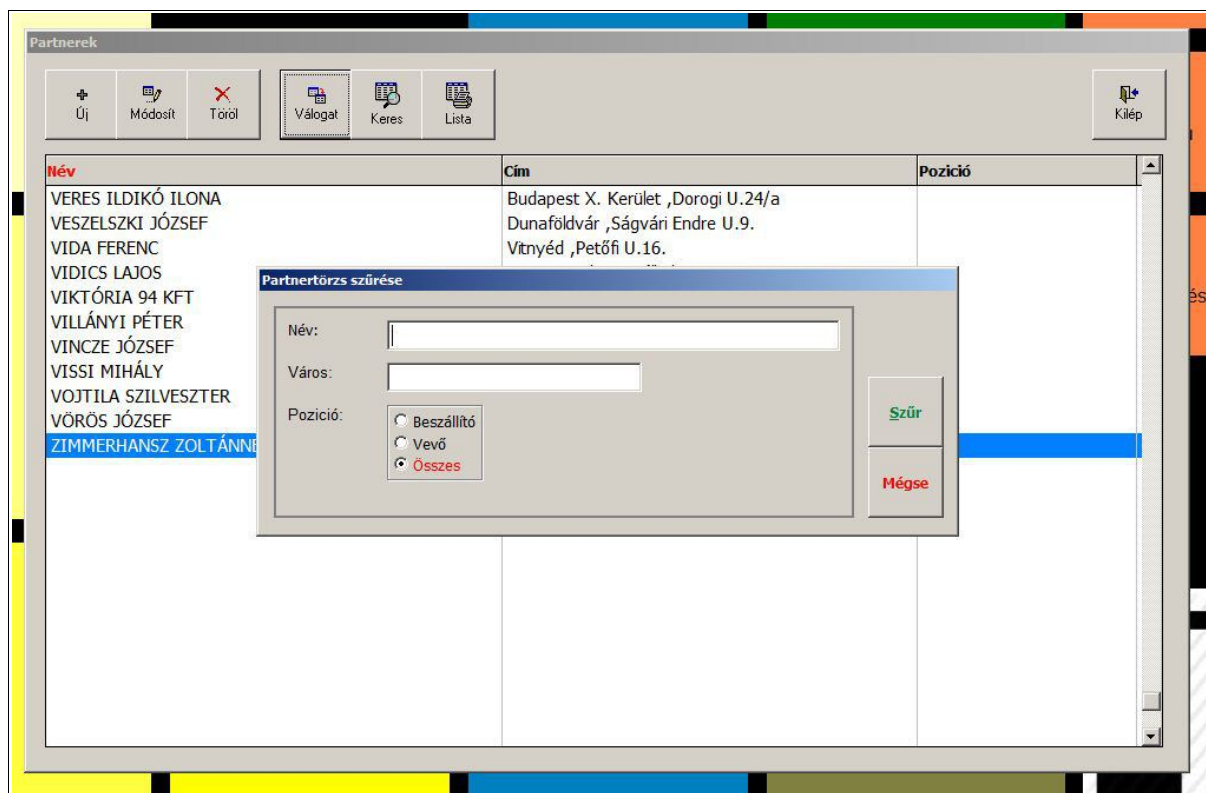 Partnerek
Új Módosít Töröl Válogat Keres Lista Kilép
Név Cím Pozició
VERES ILDIKÓ ILONA Budapest X. Kerület ,Dorogi U.24/a
VESZELSZKI JÓZSEF Dunaföldvár ,Ságvári Endre U.9.
VIDA FERENC Vitnyéd ,Petőfi U.16.
VIDICS LAJOS
VIKTÓRIA 94 KFT
VILLÁNYI PÉTER
VINCZE JÓZSEF
VISSI MIHÁLY
VOJTILA SZILVESZTER
VÖRÖS JÓZSEF
ZIMMERHANSZ ZOLTÁNNÉ
Partnertörzs szűrése
Név:
Város:
Pozició:
Beszállító
Vevő
Összes
Szűr
Mégse
és